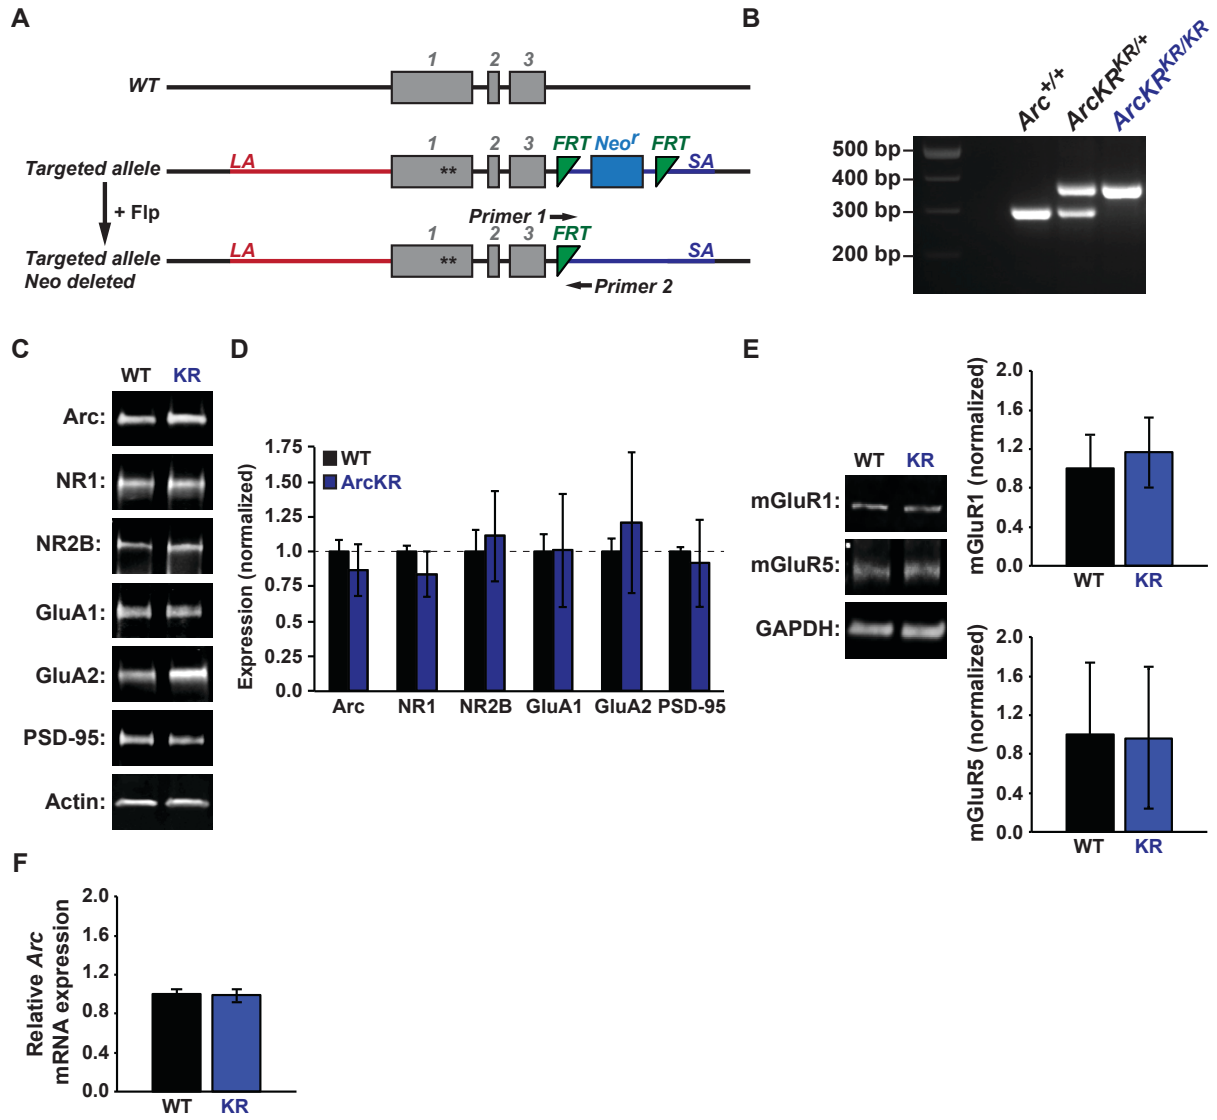 A
1 2 3
WT
1 2 3 FRT Neoʳ FRT
LA SA
Targeted allele **
+ Flp
Primer 1
1 2 3 FRT
LA SA
Targeted allele **
Neo deleted
Primer 2
B
Arc+/+
ArcKRKR/+
ArcKRKR/KR
500 bp
400 bp
300 bp
200 bp
C
WT KR
Arc:
NR1:
NR2B:
GluA1:
GluA2:
PSD-95:
Actin:
D
Expression (normalized)
1.75
1.50
1.25
1.0
0.75
0.5
0.25
0.0
WT
ArcKR
Arc NR1 NR2B GluA1 GluA2 PSD-95
E
WT KR
mGluR1:
mGluR5:
GAPDH:
mGluR1 (normalized)
2.0
1.6
1.2
0.8
0.4
0.0
WT KR
mGluR5 (normalized)
2.0
1.6
1.2
0.8
0.4
0.0
WT KR
F
Relative Arc
mRNA expression
2.0
1.6
1.2
0.8
0.4
0.0
WT KR